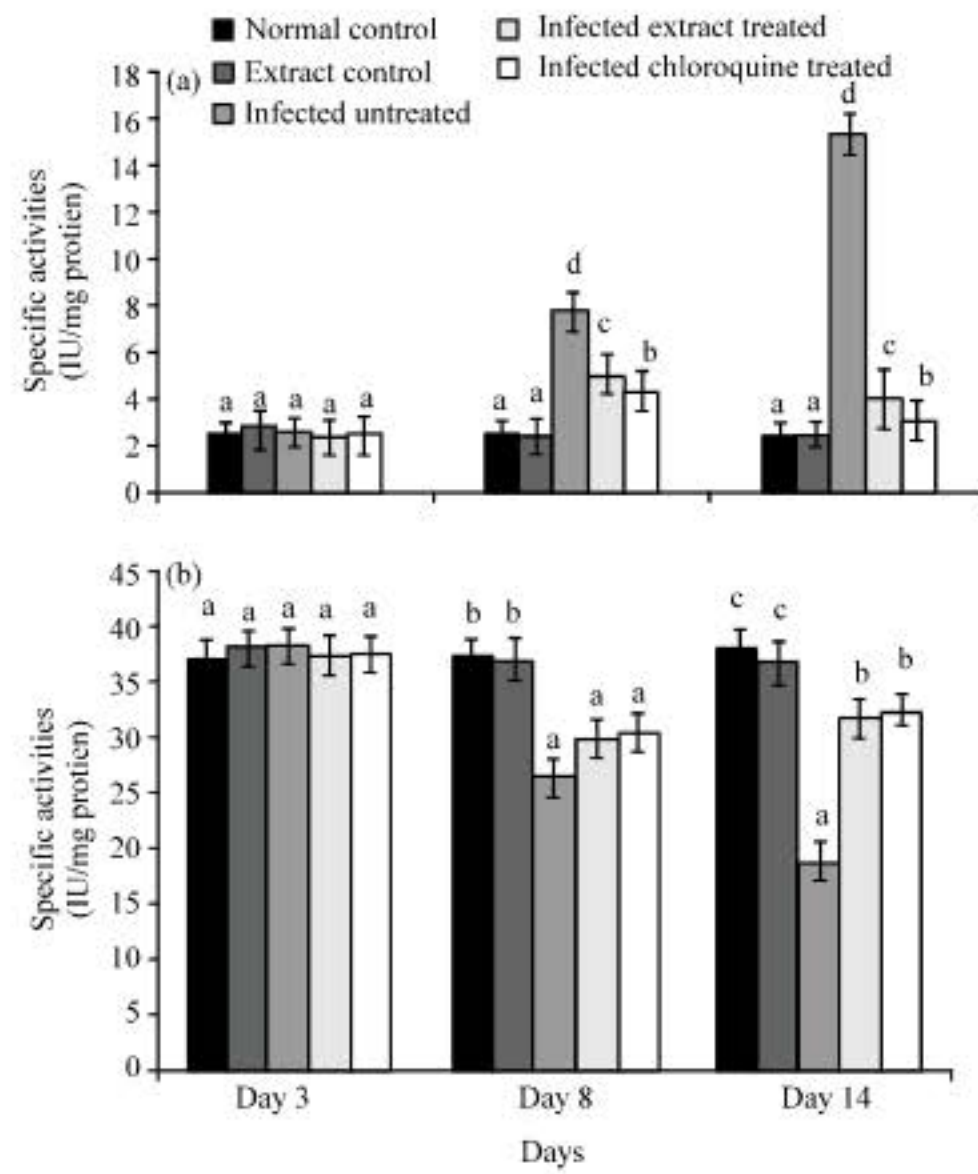 Normal control
Infected extract treated
Extract control
Infected chloroquine treated
Infected untreated
(a)
18
16
14
12
10
8
6
4
2
0
Specific activities
(IU/mg protien)
a a a a a
a a d c b
a a d c b
(b)
45
40
35
30
25
20
15
10
5
0
Specific activities
(IU/mg protien)
a a a a a
b b a a a
c c a b b
Day 3 Day 8 Day 14
Days